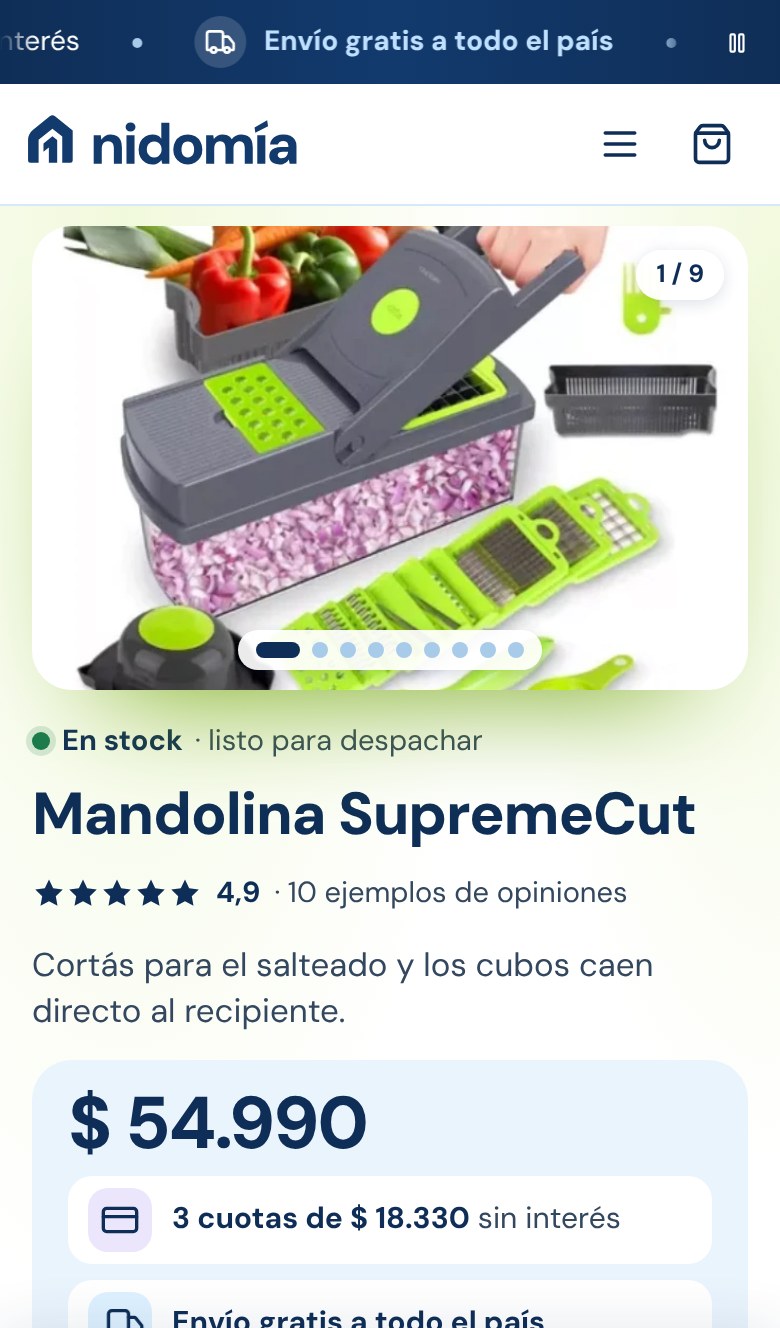 nterés • Envío gratis a todo el país •
nidomía
1 / 9
En stock · listo para despachar
Mandolina SupremeCut
4,9 · 10 ejemplos de opiniones
Cortás para el salteado y los cubos caen
directo al recipiente.
$ 54.990
3 cuotas de $ 18.330 sin interés
Envío gratis a todo el país